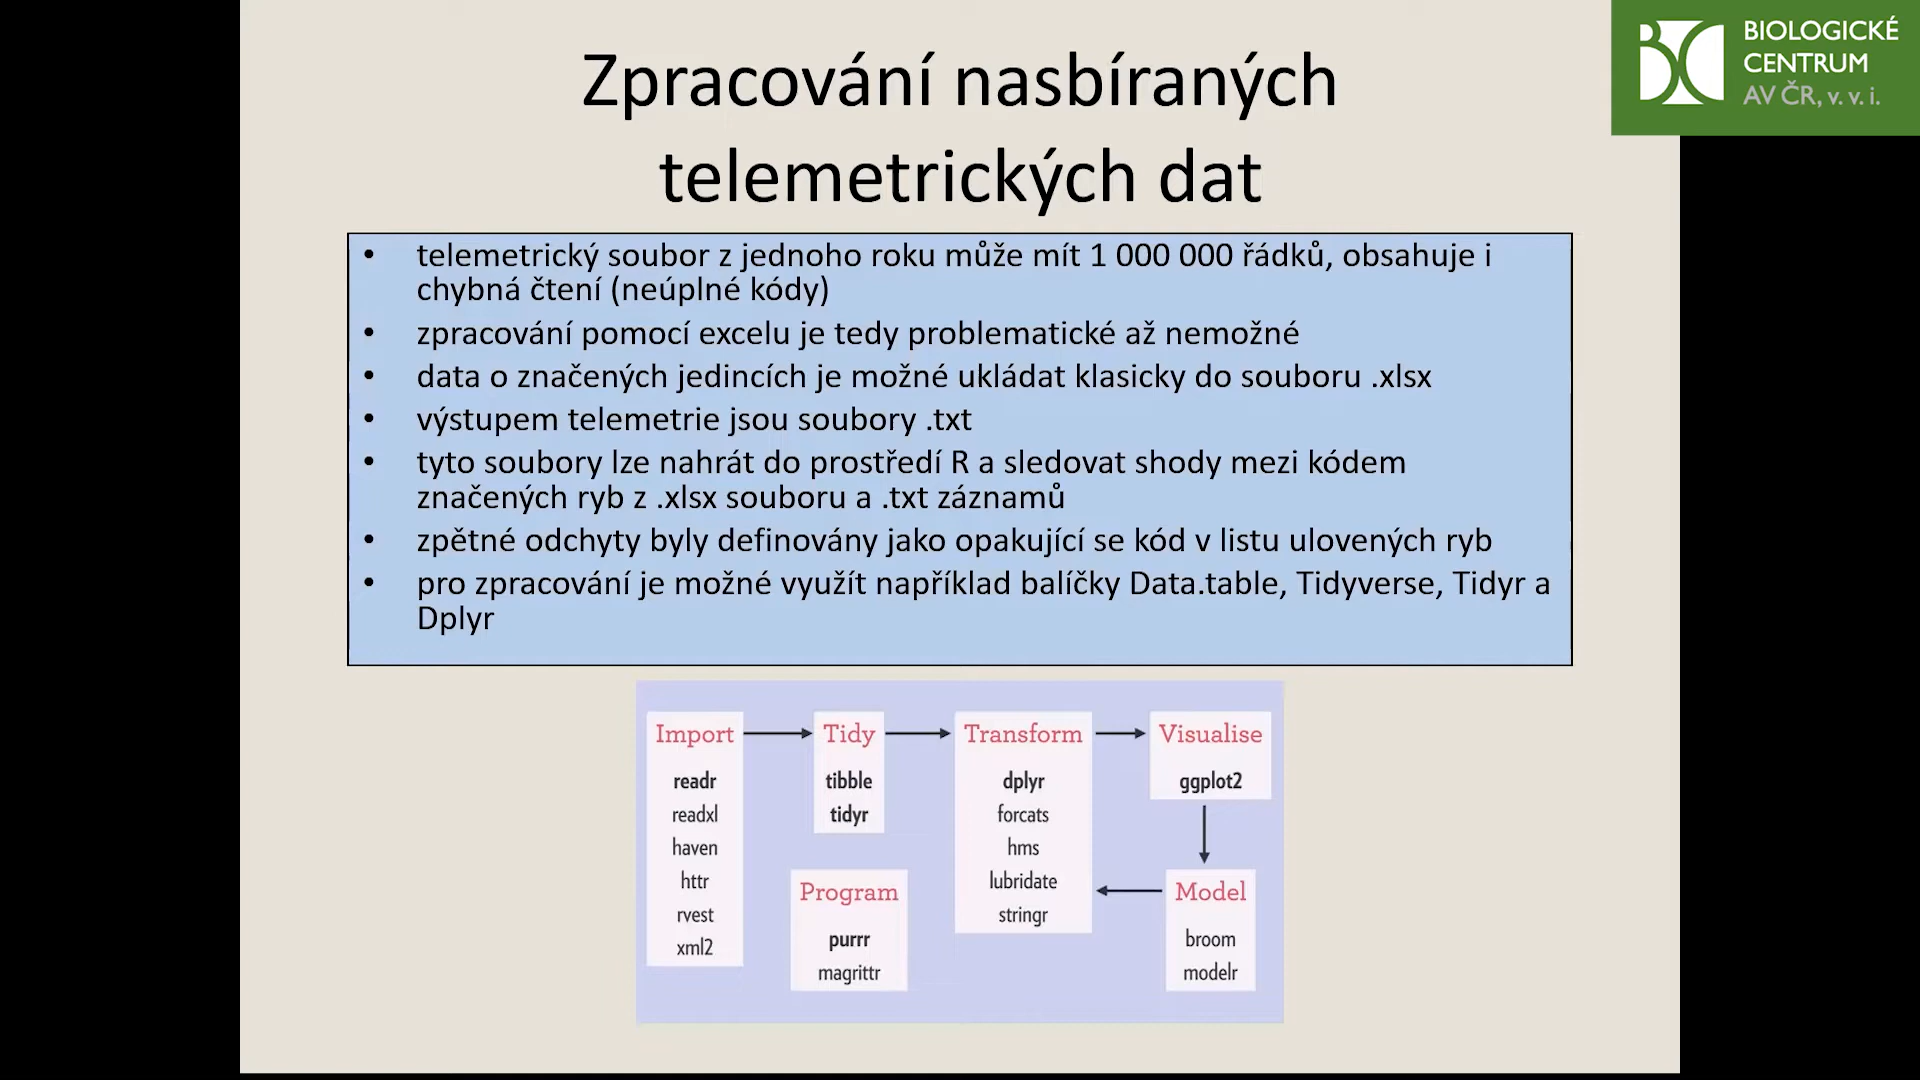 BIOLOGICKÉ
CENTRUM
AV ČR, v. v. i.
Zpracování nasbíraných
telemetrických dat
• telemetrický soubor z jednoho roku může mít 1 000 000 řádků, obsahuje i
chybná čtení (neúplné kódy)
• zpracování pomocí excelu je tedy problematické až nemožné
• data o značených jedincích je možné ukládat klasicky do souboru .xlsx
• výstupem telemetrie jsou soubory .txt
• tyto soubory lze nahrát do prostředí R a sledovat shody mezi kódem
značených ryb z .xlsx souboru a .txt záznamů
• zpětné odchyty byly definovány jako opakující se kód v listu ulovených ryb
• pro zpracování je možné využít například balíčky Data.table, Tidyverse, Tidyr a
Dplyr
Import
readr
readxl
haven
httr
rvest
xml2
Tidy
tibble
tidyr
Program
purrr
magrittr
Transform
dplyr
forcats
hms
lubridate
stringr
Visualise
ggplot2
Model
broom
modelr